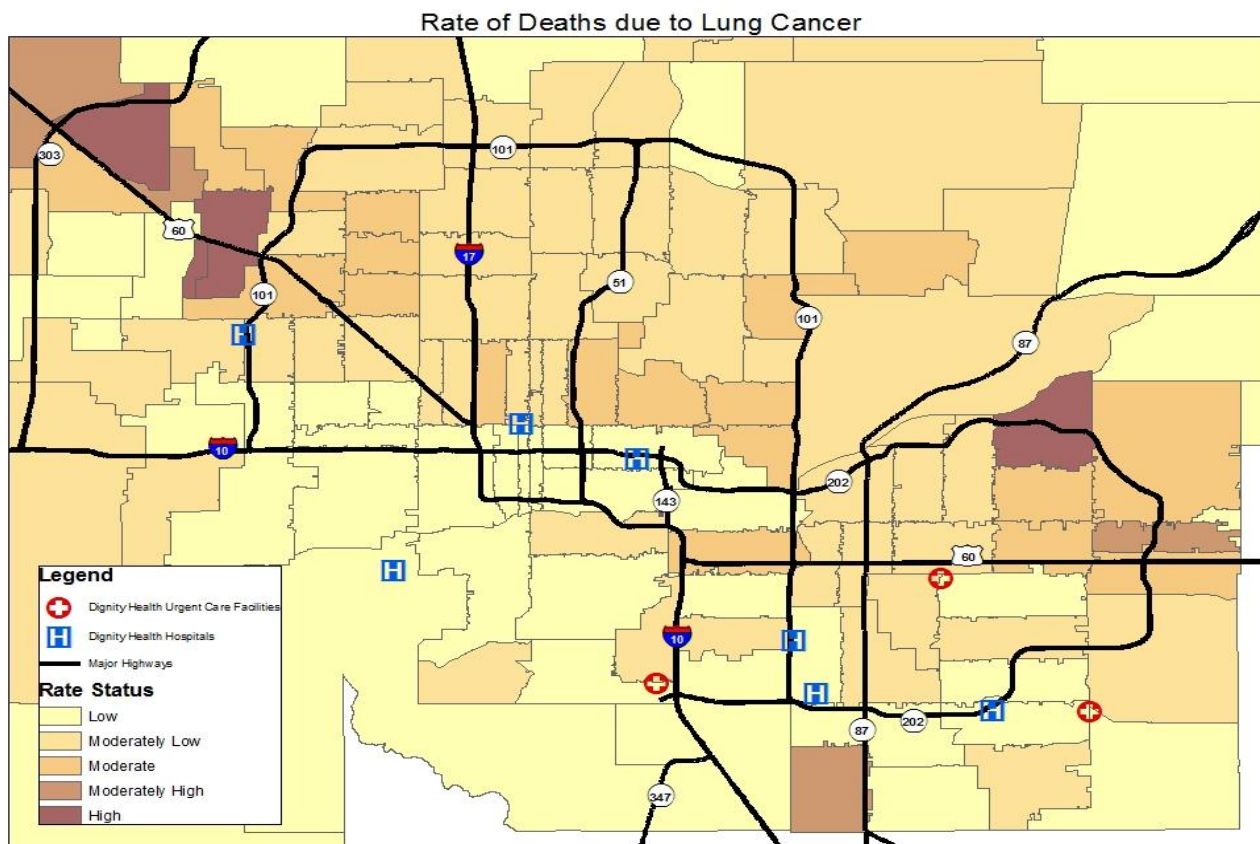 Rate of Deaths due to Lung Cancer
101
303
60
17
51
101
101
87
10
202
143
60
10
87
202
347
Legend
Dignity Health Urgent Care Facilities
H Dignity Health Hospitals
Major Highways
Rate Status
Low
Moderately Low
Moderate
Moderately High
High
H
H
H
H
H
H
H